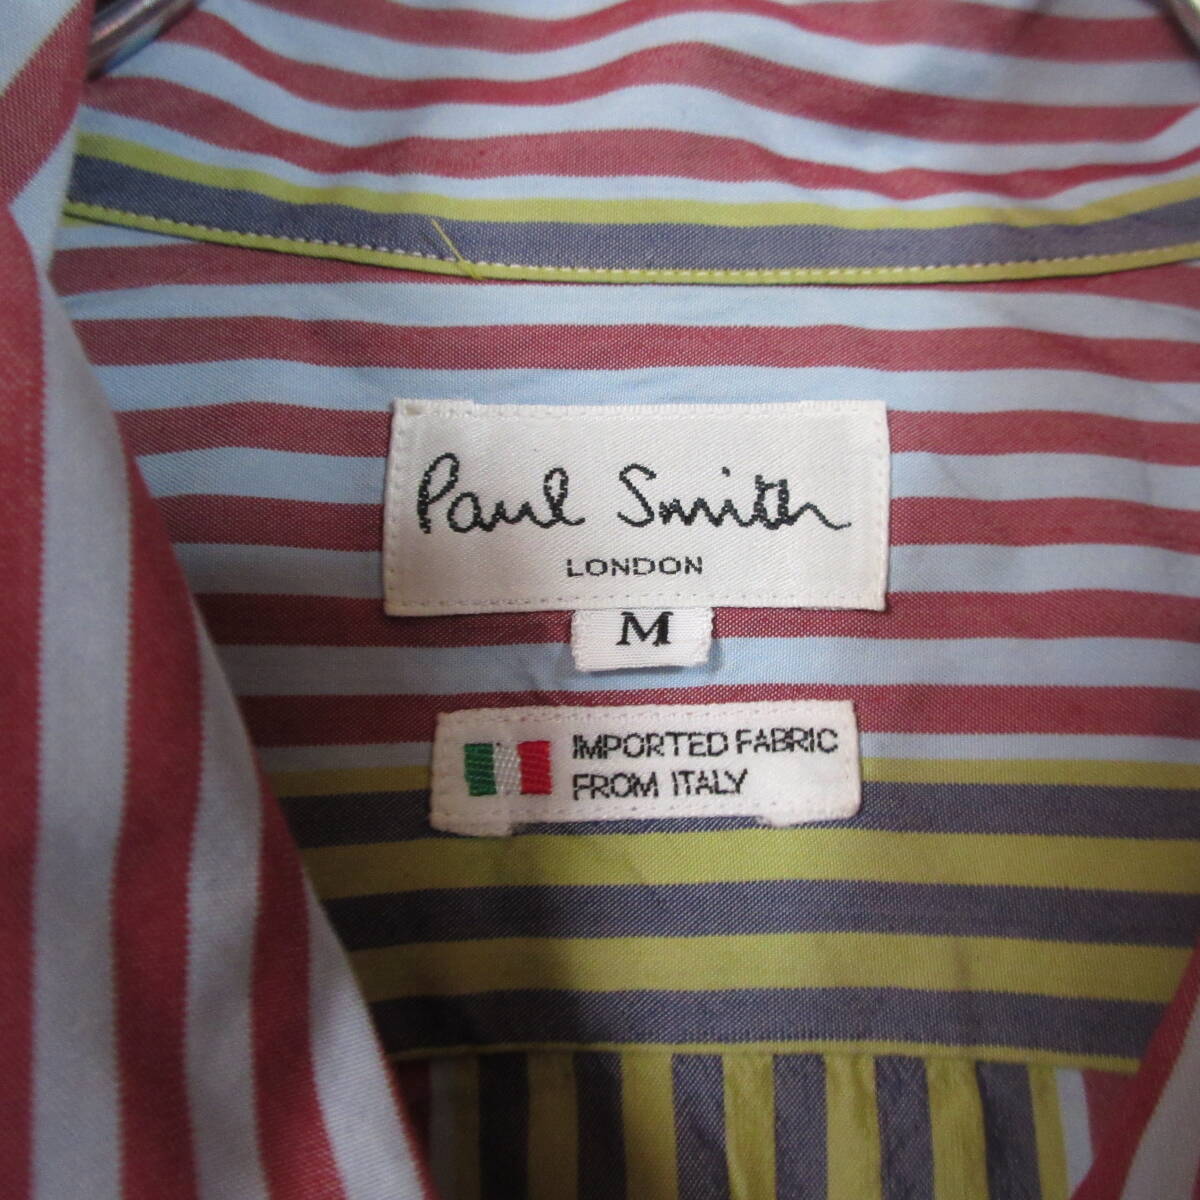 Paul Smith
LONDON
M
IMPORTED FABRIC
FROM ITALY